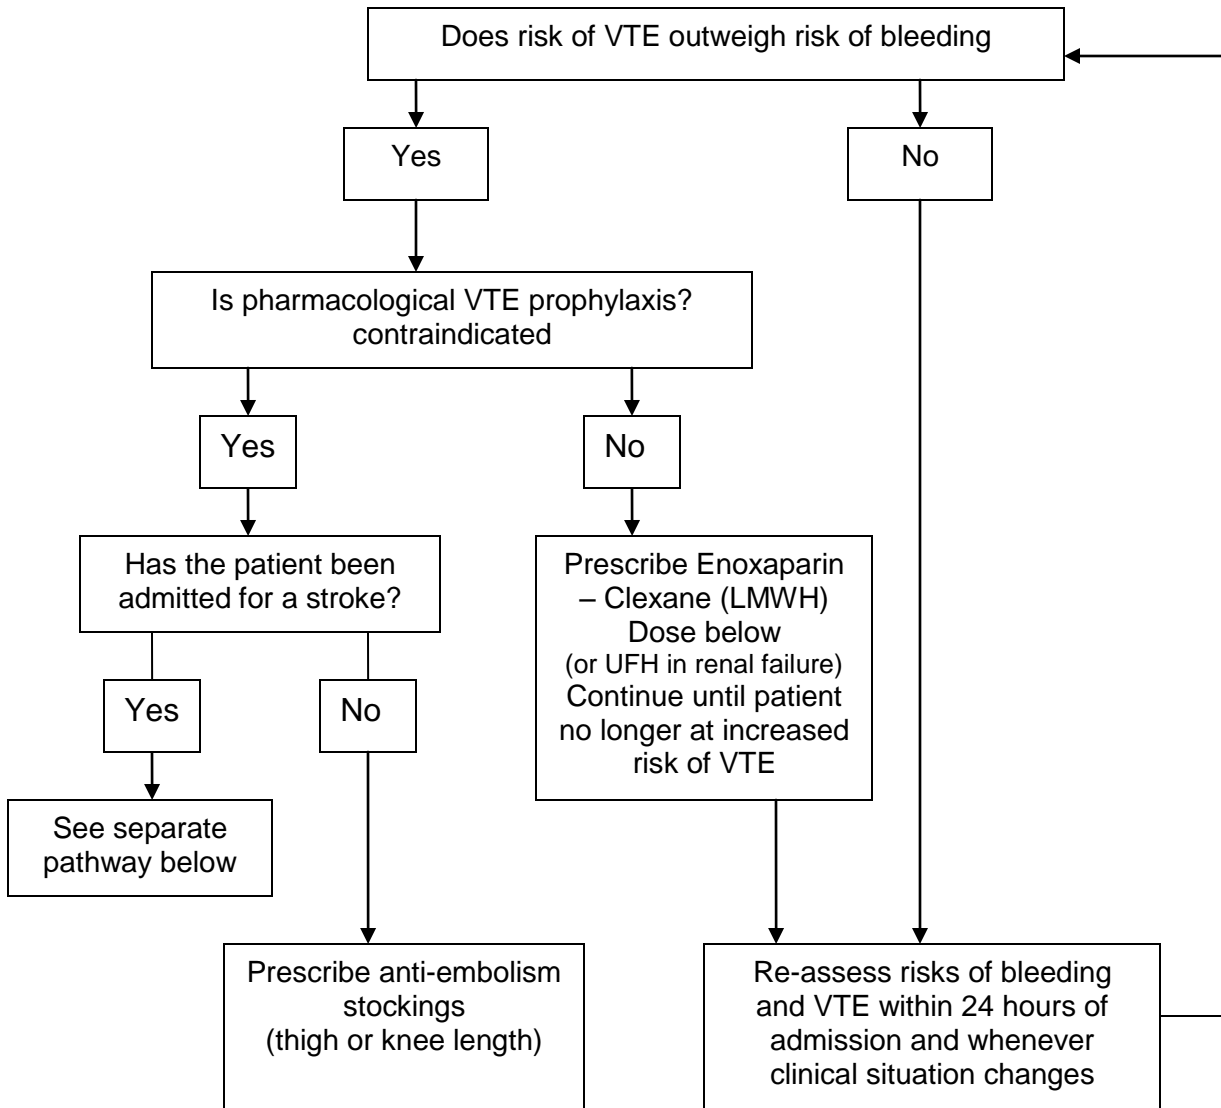 Does risk of VTE outweigh risk of bleeding
Yes
No
Is pharmacological VTE prophylaxis?
contraindicated
Yes
No
Has the patient been
admitted for a stroke?
Prescribe Enoxaparin
– Clexane (LMWH)
Dose below
(or UFH in renal failure)
Continue until patient
no longer at increased
risk of VTE
Yes
No
See separate
pathway below
Prescribe anti-embolism
stockings
(thigh or knee length)
Re-assess risks of bleeding
and VTE within 24 hours of
admission and whenever
clinical situation changes